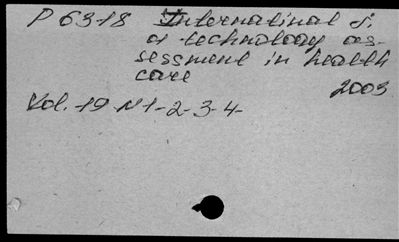 P 63-18 International J.
of technology as-
sessment in health
care
2003
Vol. 19 N 1-2-3-4-